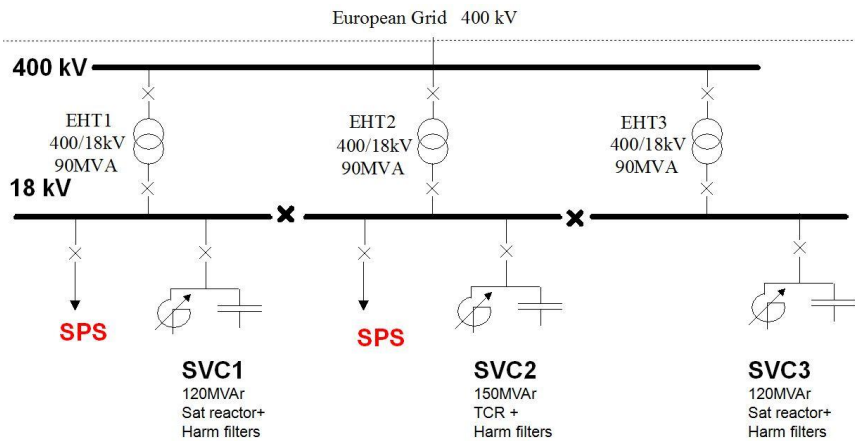 European Grid 400 kV
400 kV
EHT1
400/18kV
90MVA
EHT2
400/18kV
90MVA
EHT3
400/18kV
90MVA
18 kV
SPS
SPS
SVC1
120MVAr
Sat reactor+
Harm filters
SVC2
150MVAr
TCR +
Harm filters
SVC3
120MVAr
Sat reactor+
Harm filters